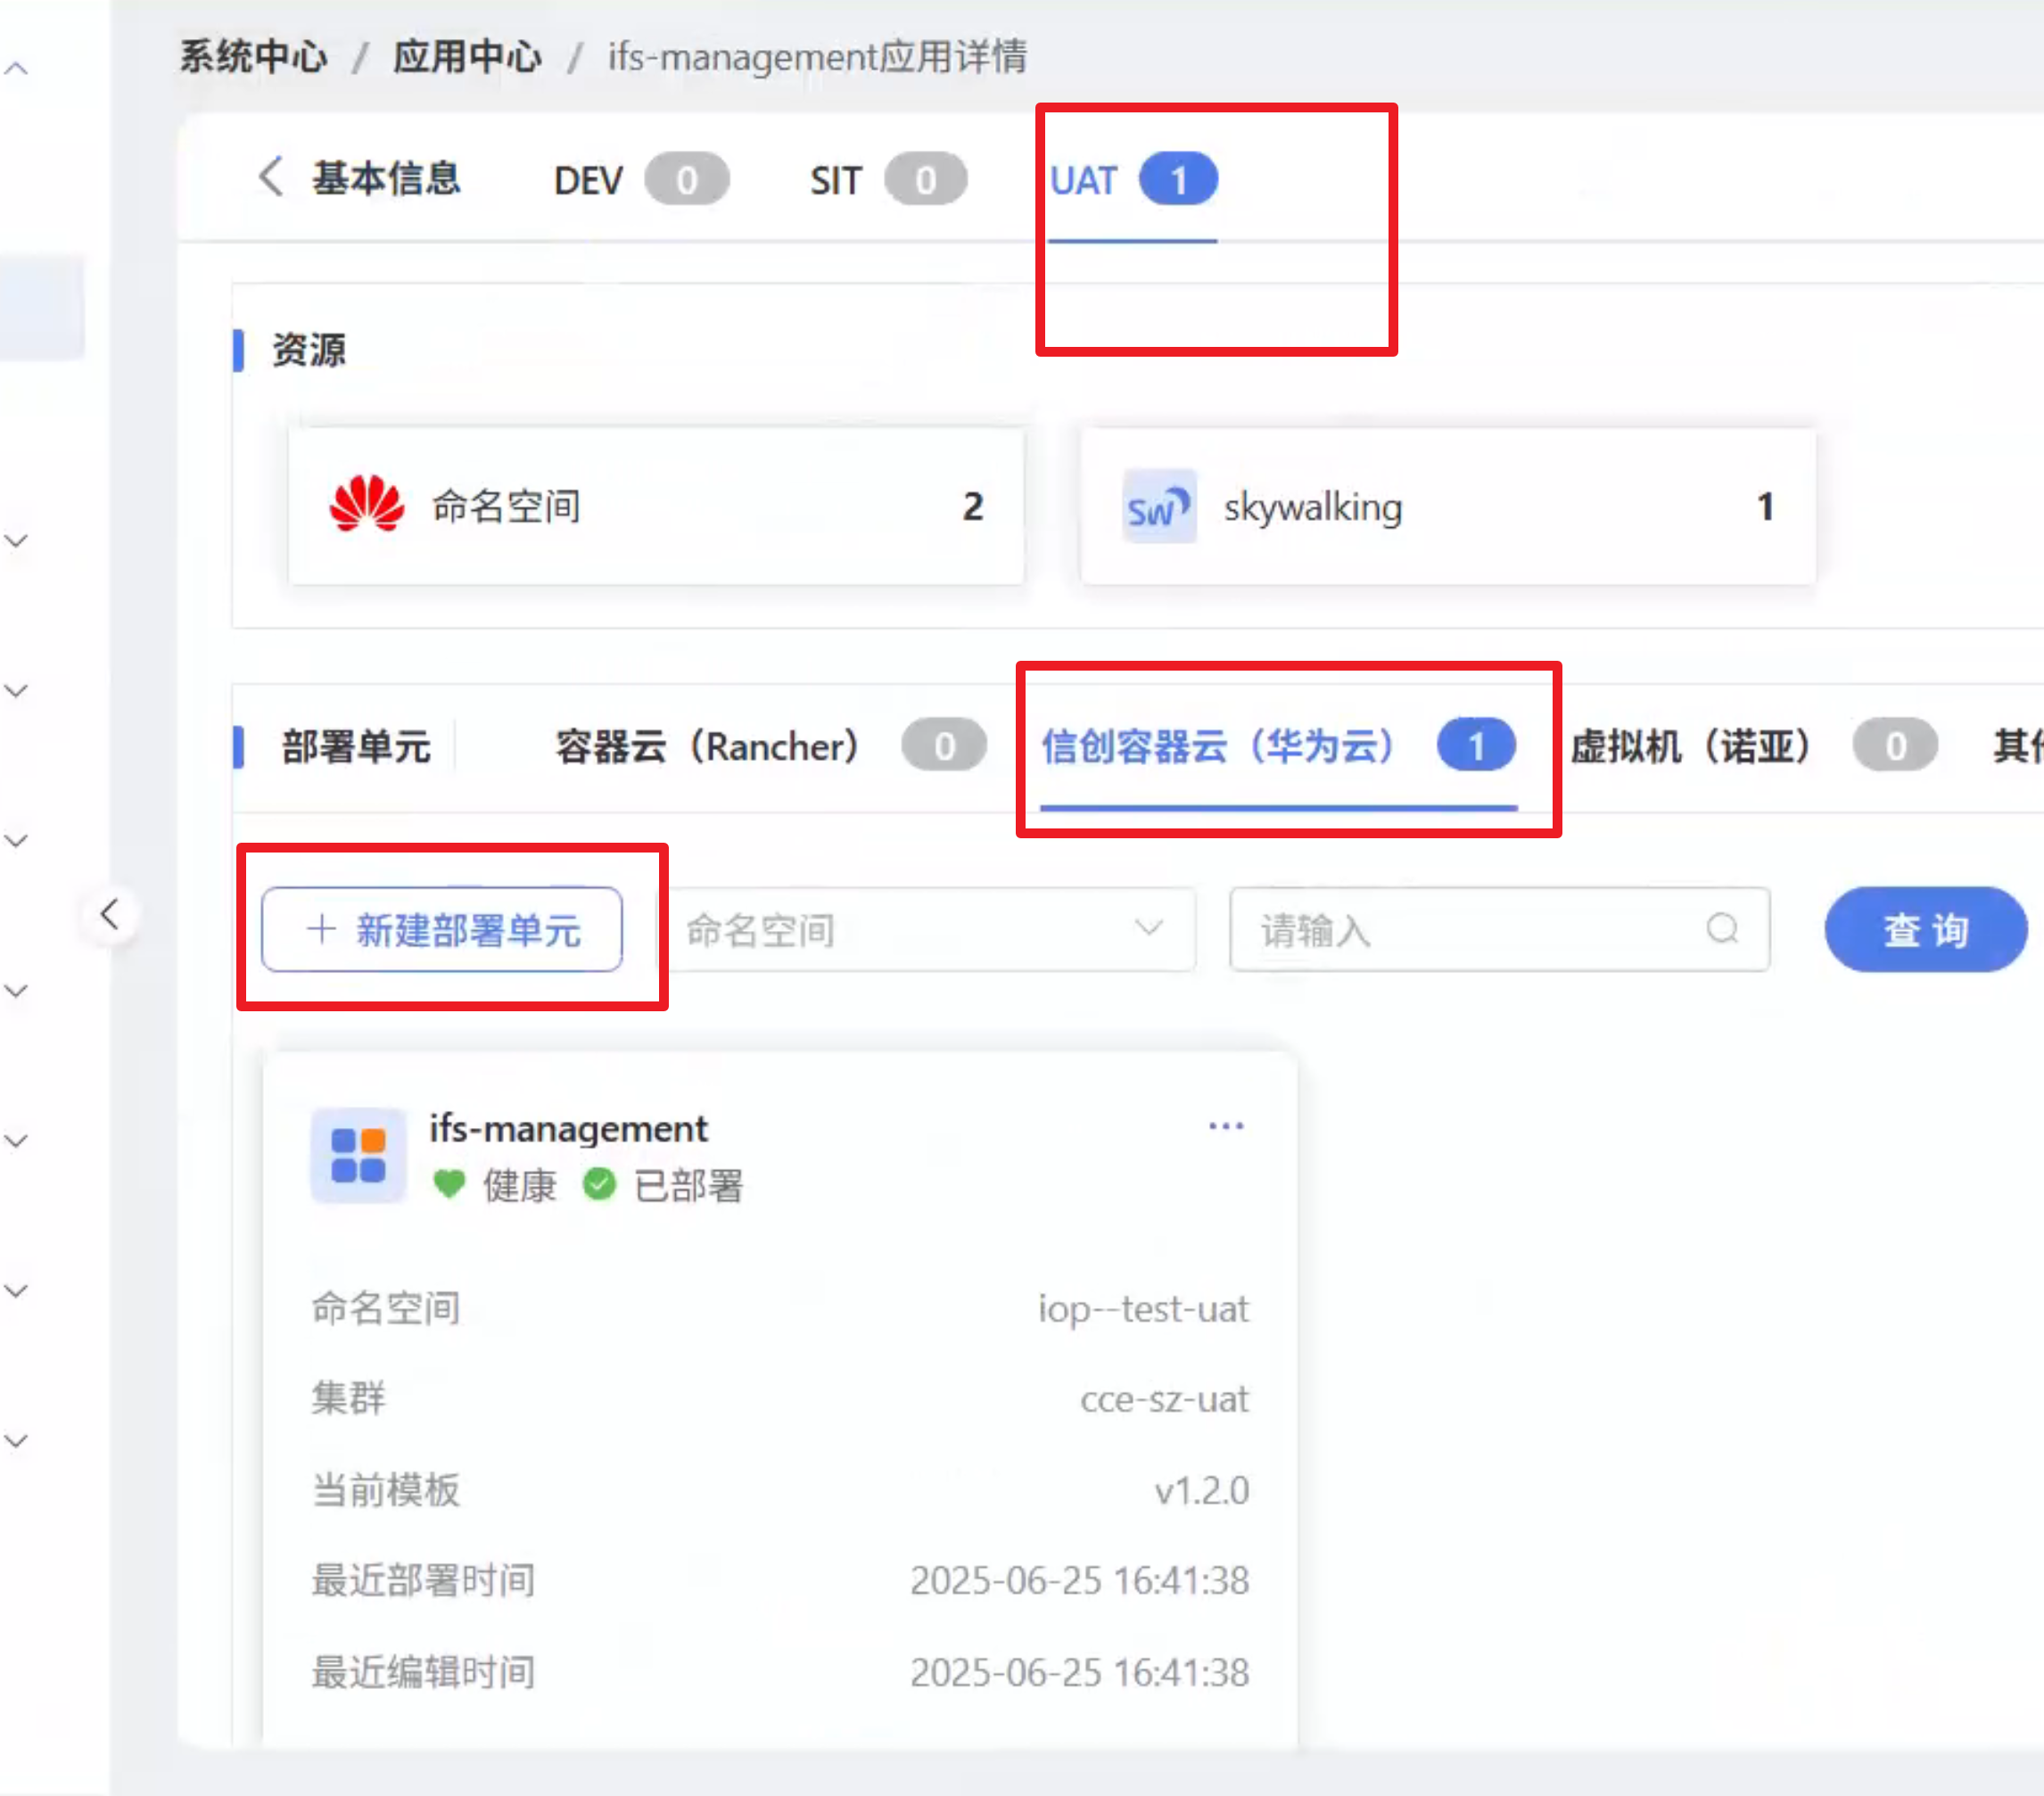 系统中心 / 应用中心 / ifs-management应用详情
基本信息 DEV 0 SIT 0 UAT 1
资源
命名空间 2 SW skywalking 1
部署单元 容器云（Rancher） 0 信创容器云（华为云） 1 虚拟机（诺亚） 0 其
+ 新建部署单元 命名空间 请输入 查 询
ifs-management ...
健康 已部署
命名空间 iop--test-uat
集群 cce-sz-uat
当前模板 v1.2.0
最近部署时间 2025-06-25 16:41:38
最近编辑时间 2025-06-25 16:41:38